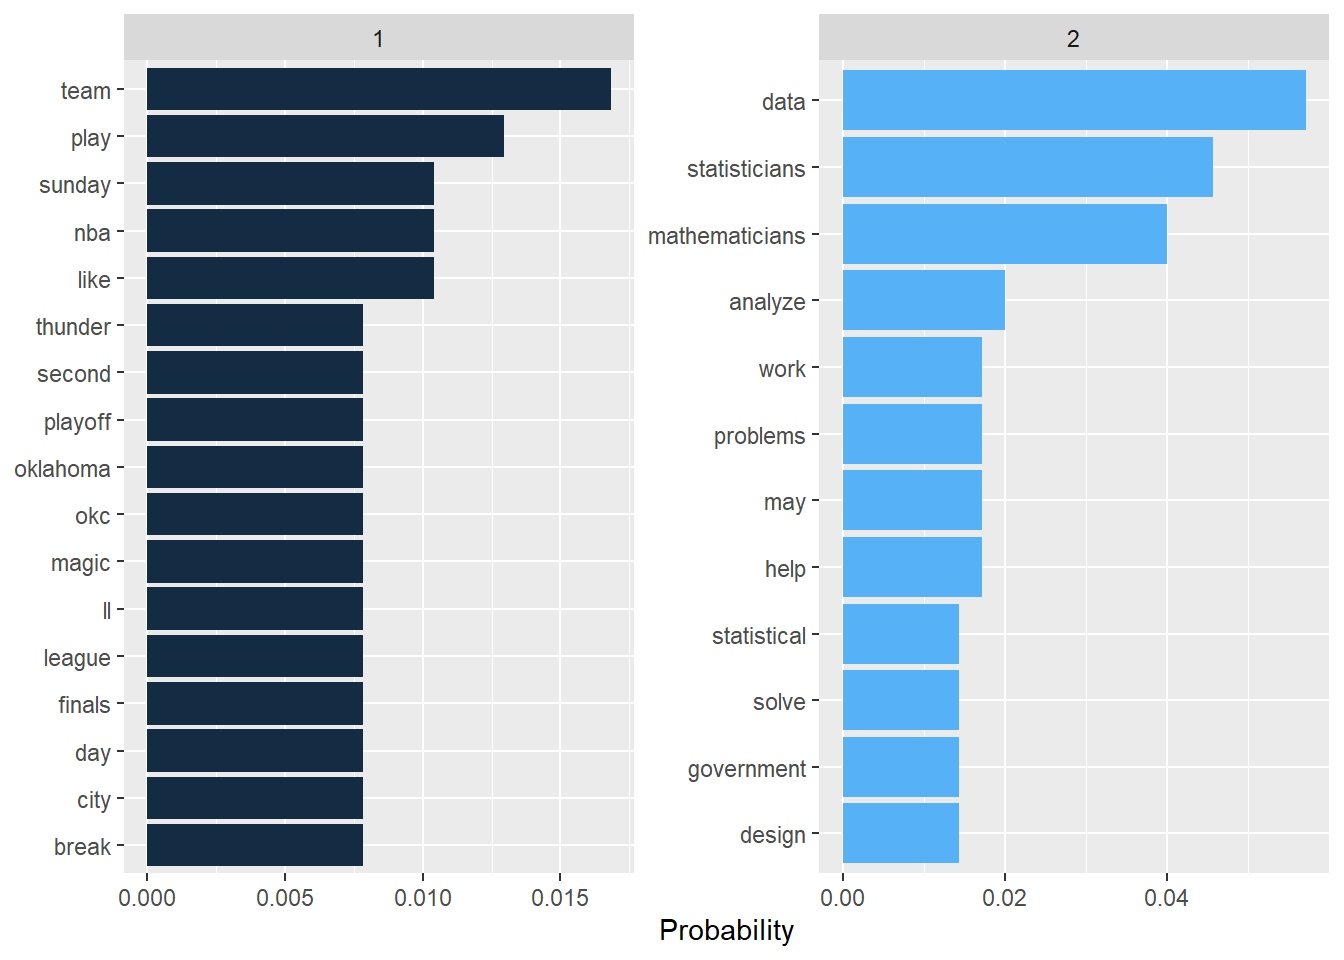 1
team
play
sunday
nba
like
thunder
second
playoff
oklahoma
okc
magic
ll
league
finals
day
city
break
0.000 0.005 0.010 0.015
2
data
statisticians
mathematicians
analyze
work
problems
may
help
statistical
solve
government
design
0.00 0.02 0.04
Probability